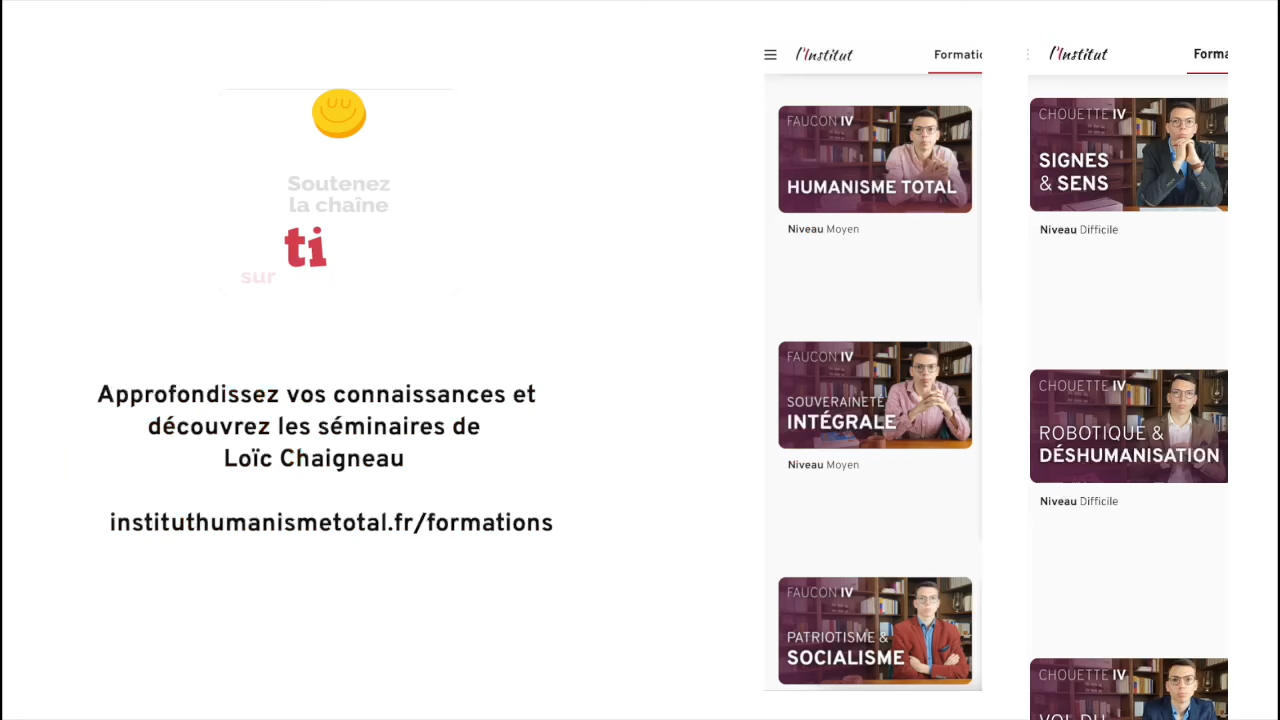 Soutenez
la chaîne
sur ti
Approfondissez vos connaissances et
découvrez les séminaires de
Loïc Chaigneau
instituthumanismetotal.fr/formations
l'Institut
Formatio
FAUCON IV
HUMANISME TOTAL
Niveau Moyen
FAUCON IV
SOUVERAINETÉ
INTÉGRALE
Niveau Moyen
FAUCON IV
PATRIOTISME &
SOCIALISME
l'Institut
Forma
CHOUETTE IV
SIGNES
& SENS
Niveau Difficile
CHOUETTE IV
ROBOTIQUE &
DÉSHUMANISATION
Niveau Difficile
CHOUETTE IV
VOL DU